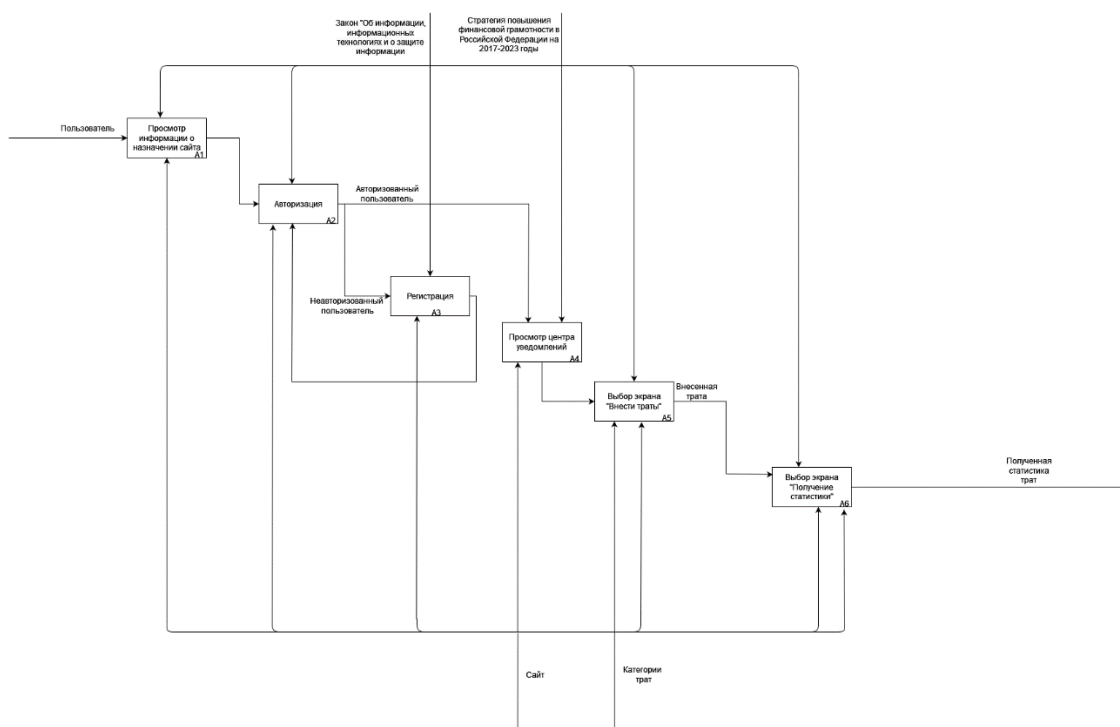 Закон "Об информации,
информационных
технологиях и о защите
информации
Стратегия повышения
финансовой грамотности в
Российской Федерации на
2017-2023 годы
Пользователь
Просмотр
информации о
назначении сайта
A1
Авторизация
A2
Авторизованный
пользователь
Неавторизованный
пользователь
Регистрация
A3
Просмотр центра
уведомлений
A4
Выбор экрана
"Внести траты"
A5
Внесенная
трата
Выбор экрана
"Получение
статистики"
A6
Полученная
статистика
трат
Сайт
Категории
трат